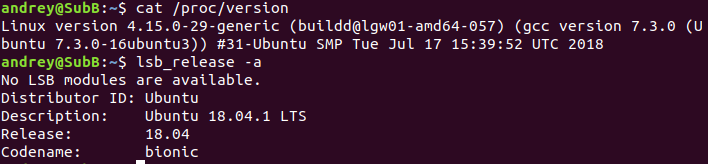 andrey@SubB:~$ cat /proc/version
Linux version 4.15.0-29-generic (buildd@lgw01-amd64-057) (gcc version 7.3.0 (U
buntu 7.3.0-16ubuntu3)) #31-Ubuntu SMP Tue Jul 17 15:39:52 UTC 2018
andrey@SubB:~$ lsb_release -a
No LSB modules are available.
Distributor ID: Ubuntu
Description:    Ubuntu 18.04.1 LTS
Release:        18.04
Codename:       bionic